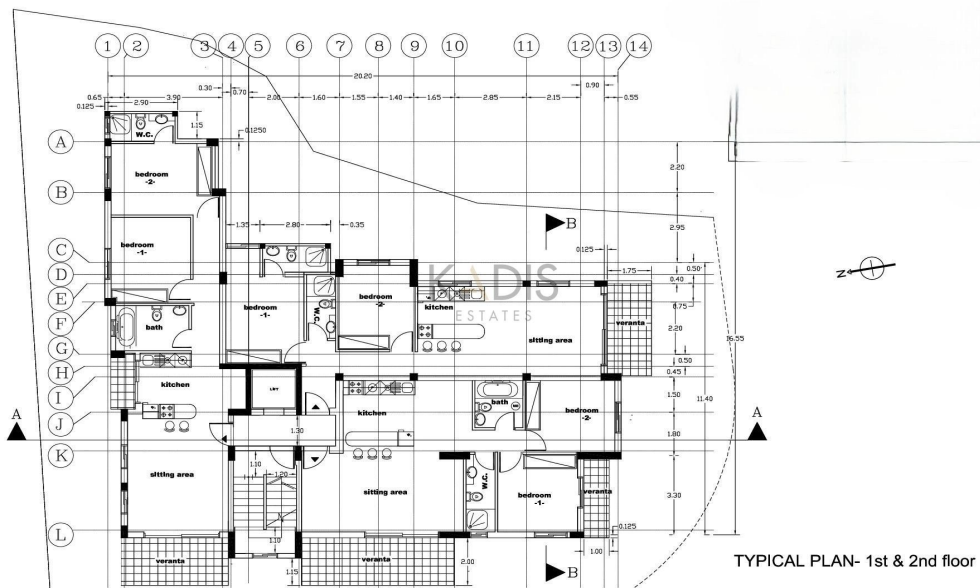 1 2 3 4 5 6 7 8 9 10 11 12 13 14
20.20
0.90
0.30
0.65 3.90 0.70 2.00 1.60 1.55 1.40 1.65 2.85 2.15 0.55
0.125 2.90
W.C. 1.15
0.1250
A
bedroom
-2-
2.20
B
1.35 2.80 0.35
B
2.95
C
bedroom
-1-
0.125
D
KADIS
ESTATES
1.75 0.50
0.40
N
E
bedroom
-1-
W.C.
bedroom
-2-
kitchen
0.75
F
bath
sitting area
veranta
2.20
16.55
G
0.50
H
kitchen
LIFT
0.50
0.45
I
kitchen
bath
bedroom
-2-
1.50
11.40
J
A
A
1.30
1.80
K
sitting area
1.10
1.20
sitting area
W.C.
bedroom
-1-
veranta
3.30
L
1.10
0.125
1.00
veranta
1.15
veranta
2.00
B
TYPICAL PLAN- 1st & 2nd floor